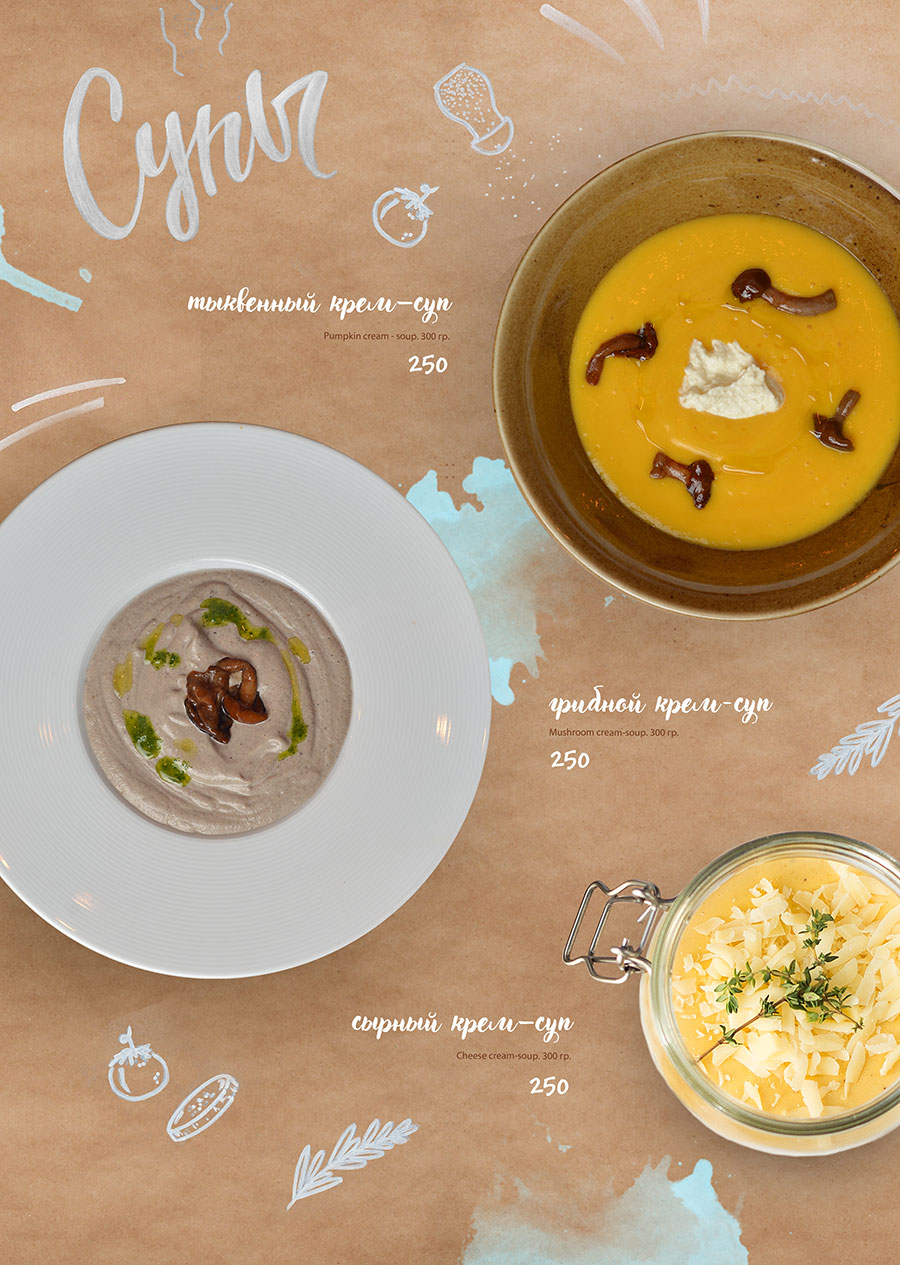 Супы
тыквенный крем-суп
Pumpkin cream - soup. 300 гр.
250
грибной крем-суп
Mushroom cream-soup. 300 гр.
250
сырный крем-суп
Cheese cream-soup. 300 гр.
250